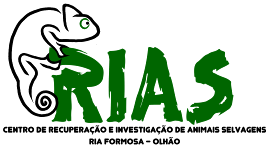 RIAS
CENTRO DE RECUPERAÇÃO E INVESTIGAÇÃO DE ANIMAIS SELVAGENS
RIA FORMOSA - OLHÃO